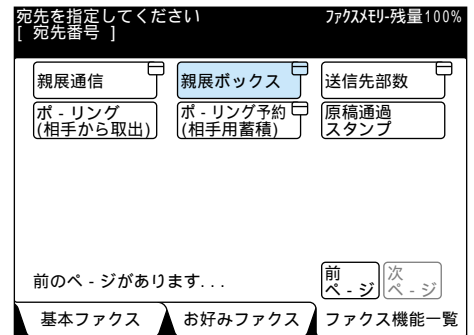 宛先を指定してください ファクスメモリ-残量100%
[ 宛先番号 ]
親展通信 親展ボックス 送信先部数
ポ-リング
(相手から取出)
ポ-リング予約
(相手用蓄積)
原稿通過
スタンプ
前のペ-ジがあります...
前
ペ-ジ
次
ペ-ジ
基本ファクス お好みファクス ファクス機能一覧